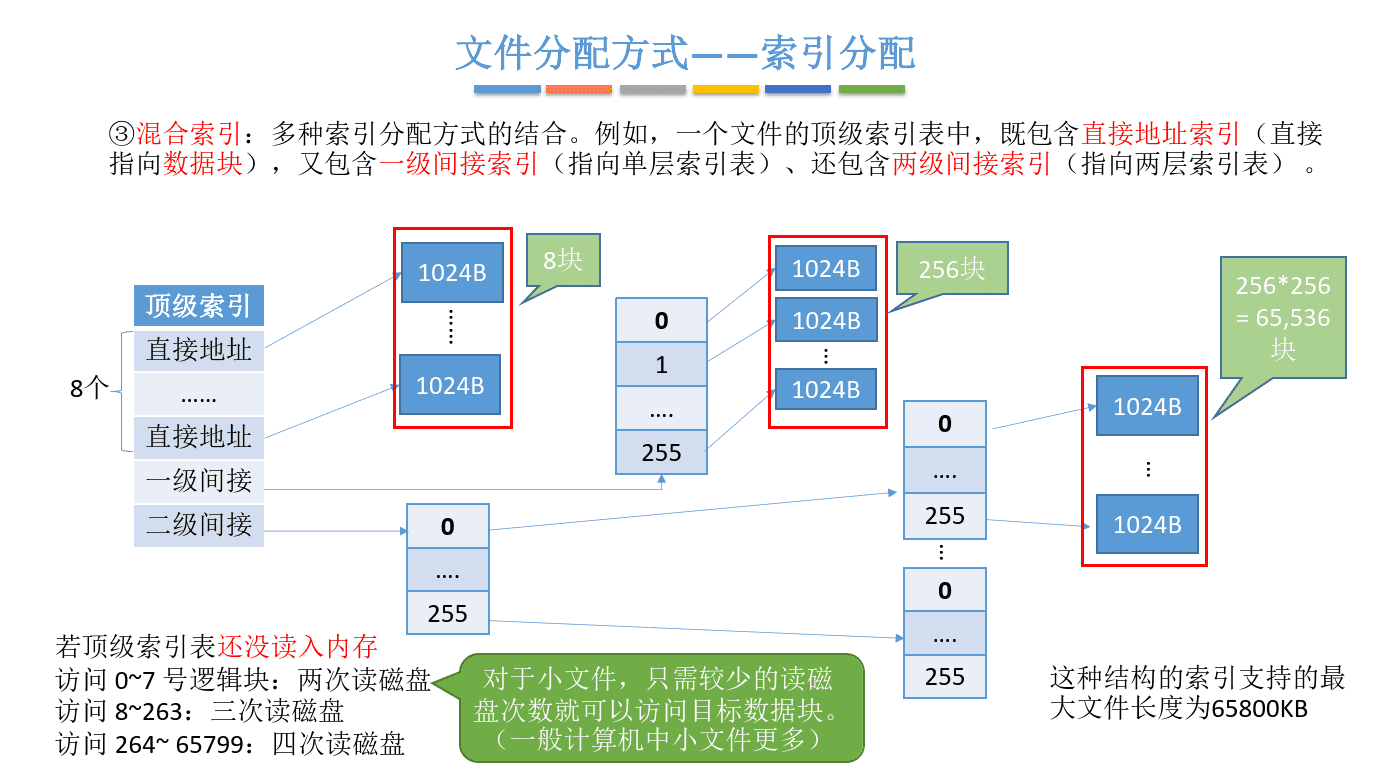 文件分配方式——索引分配
③混合索引：多种索引分配方式的结合。例如，一个文件的顶级索引表中，既包含直接地址索引（直接
指向数据块），又包含一级间接索引（指向单层索引表）、还包含两级间接索引（指向两层索引表） 。
顶级索引
8个
直接地址
……
直接地址
一级间接
二级间接
1024B
1024B
8块
0
1
....
255
1024B
1024B
1024B
256块
0
....
255
0
....
255
0
....
255
1024B
1024B
256*256
= 65,536
块
若顶级索引表还没读入内存
访问 0~7 号逻辑块：两次读磁盘
访问 8~263：三次读磁盘
访问 264~ 65799：四次读磁盘
对于小文件，只需较少的读磁
盘次数就可以访问目标数据块。
（一般计算机中小文件更多）
这种结构的索引支持的最
大文件长度为65800KB